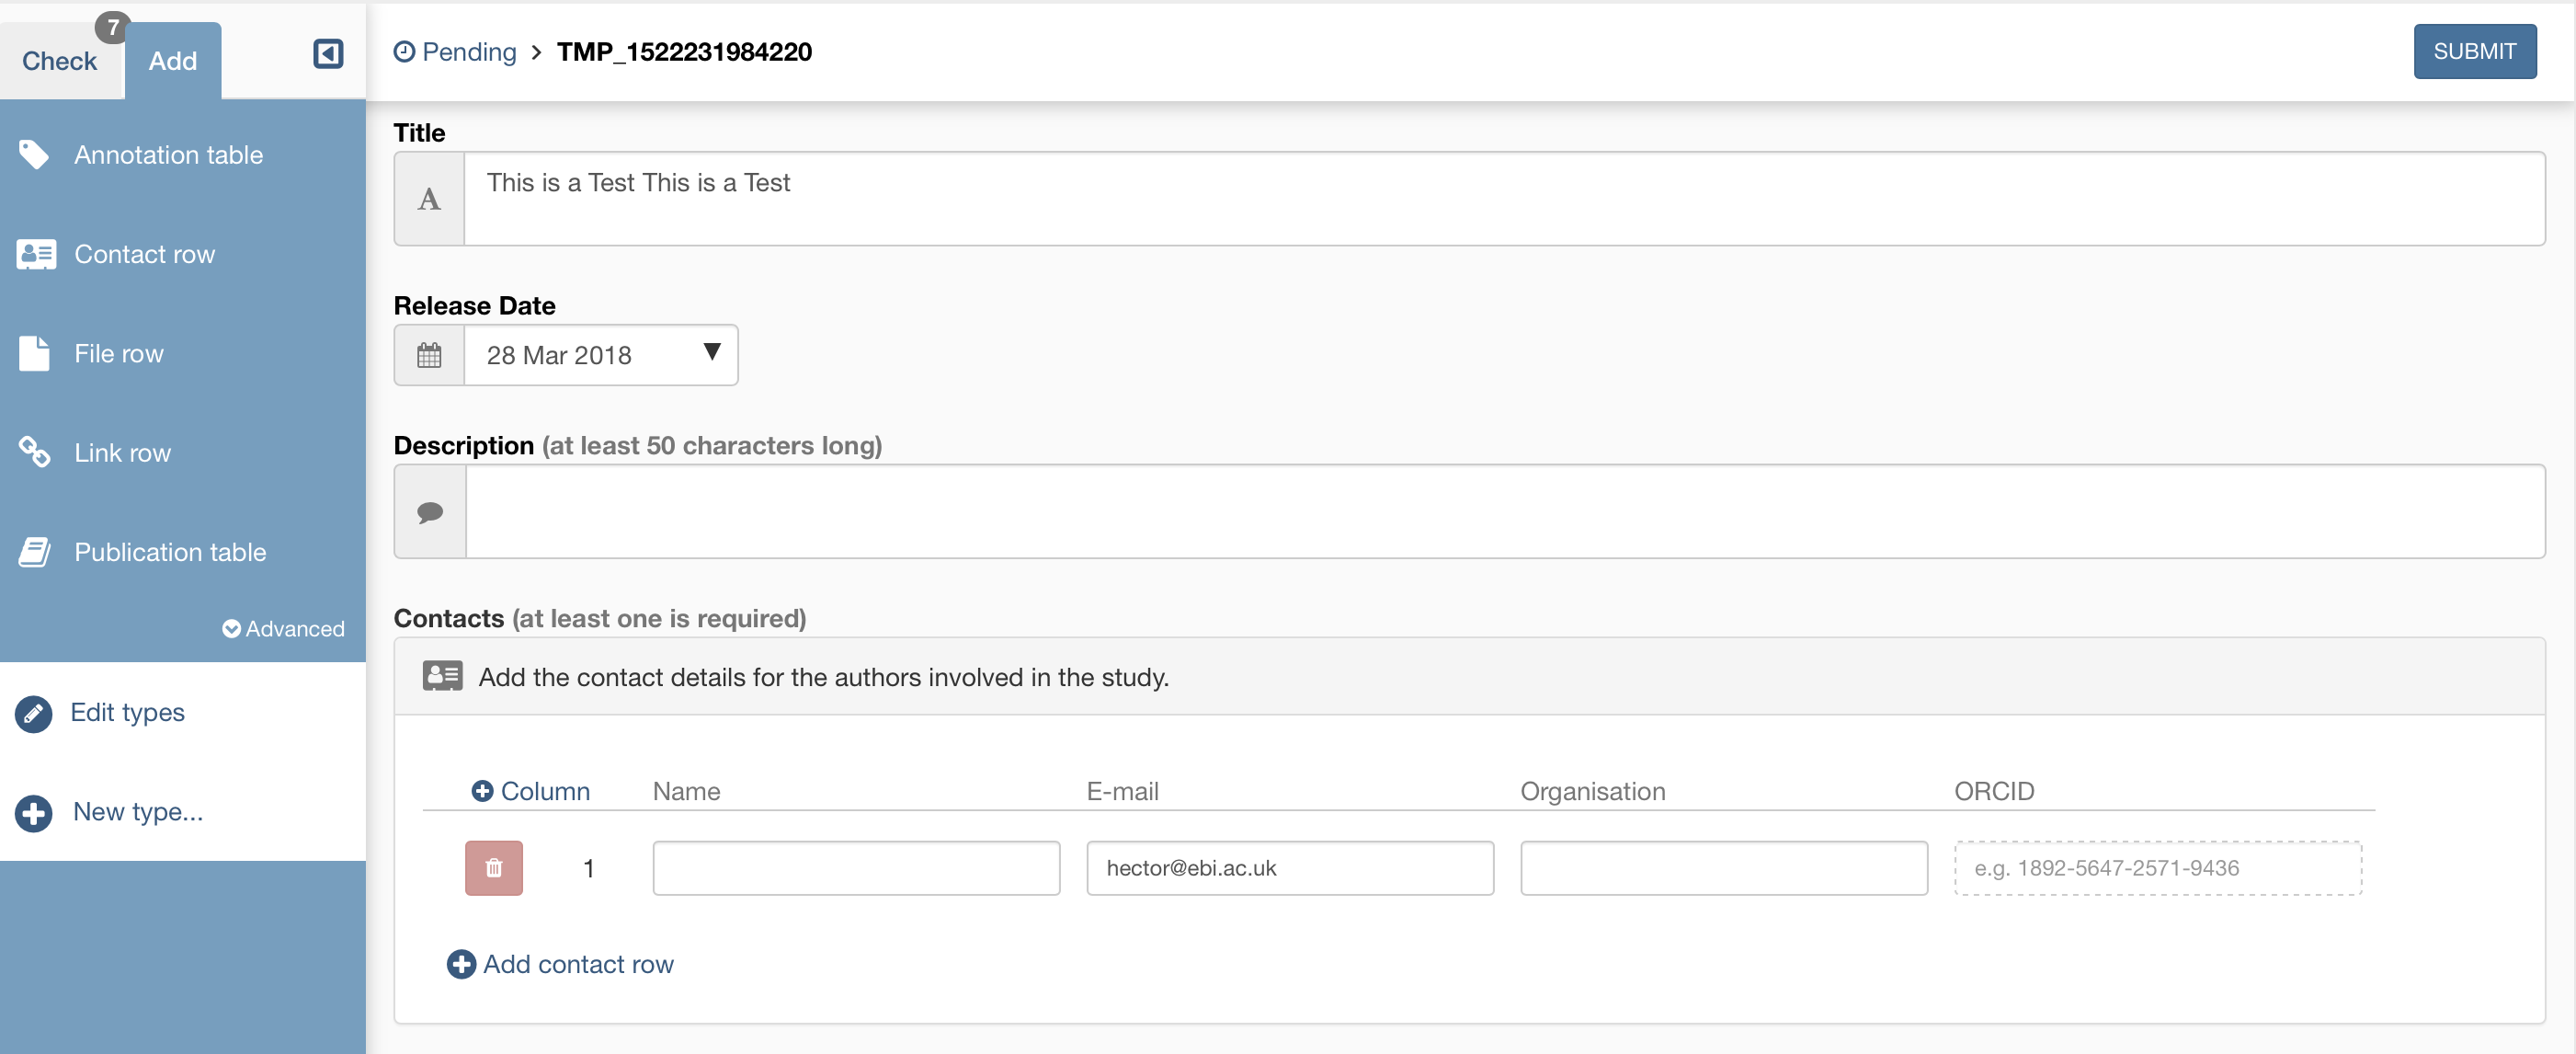 7
Check
Add
Pending > TMP_1522231984220
SUBMIT
Annotation table
Contact row
File row
Link row
Publication table
Advanced
Edit types
New type...
Title
A
This is a Test This is a Test
Release Date
28 Mar 2018
Description (at least 50 characters long)
Contacts (at least one is required)
Add the contact details for the authors involved in the study.
Column Name E-mail Organisation ORCID
1 hector@ebi.ac.uk e.g. 1892-5647-2571-9436
Add contact row